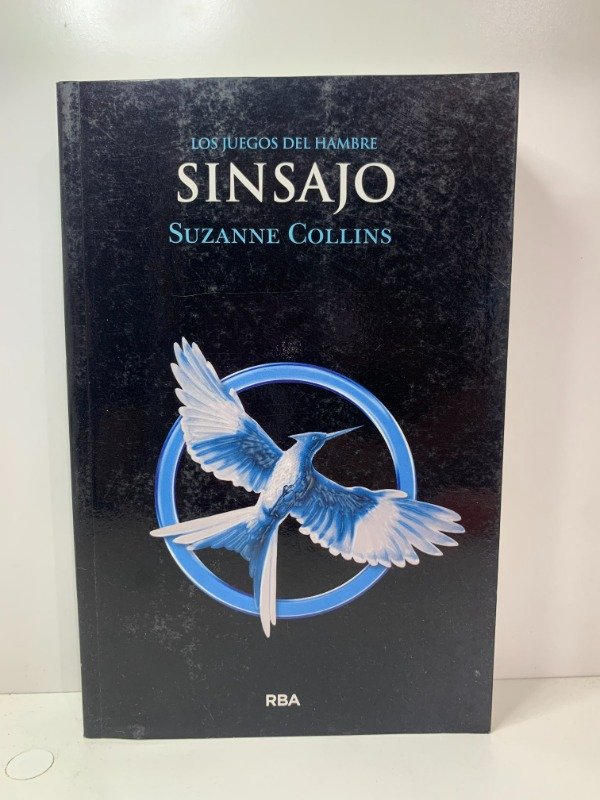 LOS JUEGOS DEL HAMBRE
SINSAJO
SUZANNE COLLINS
RBA